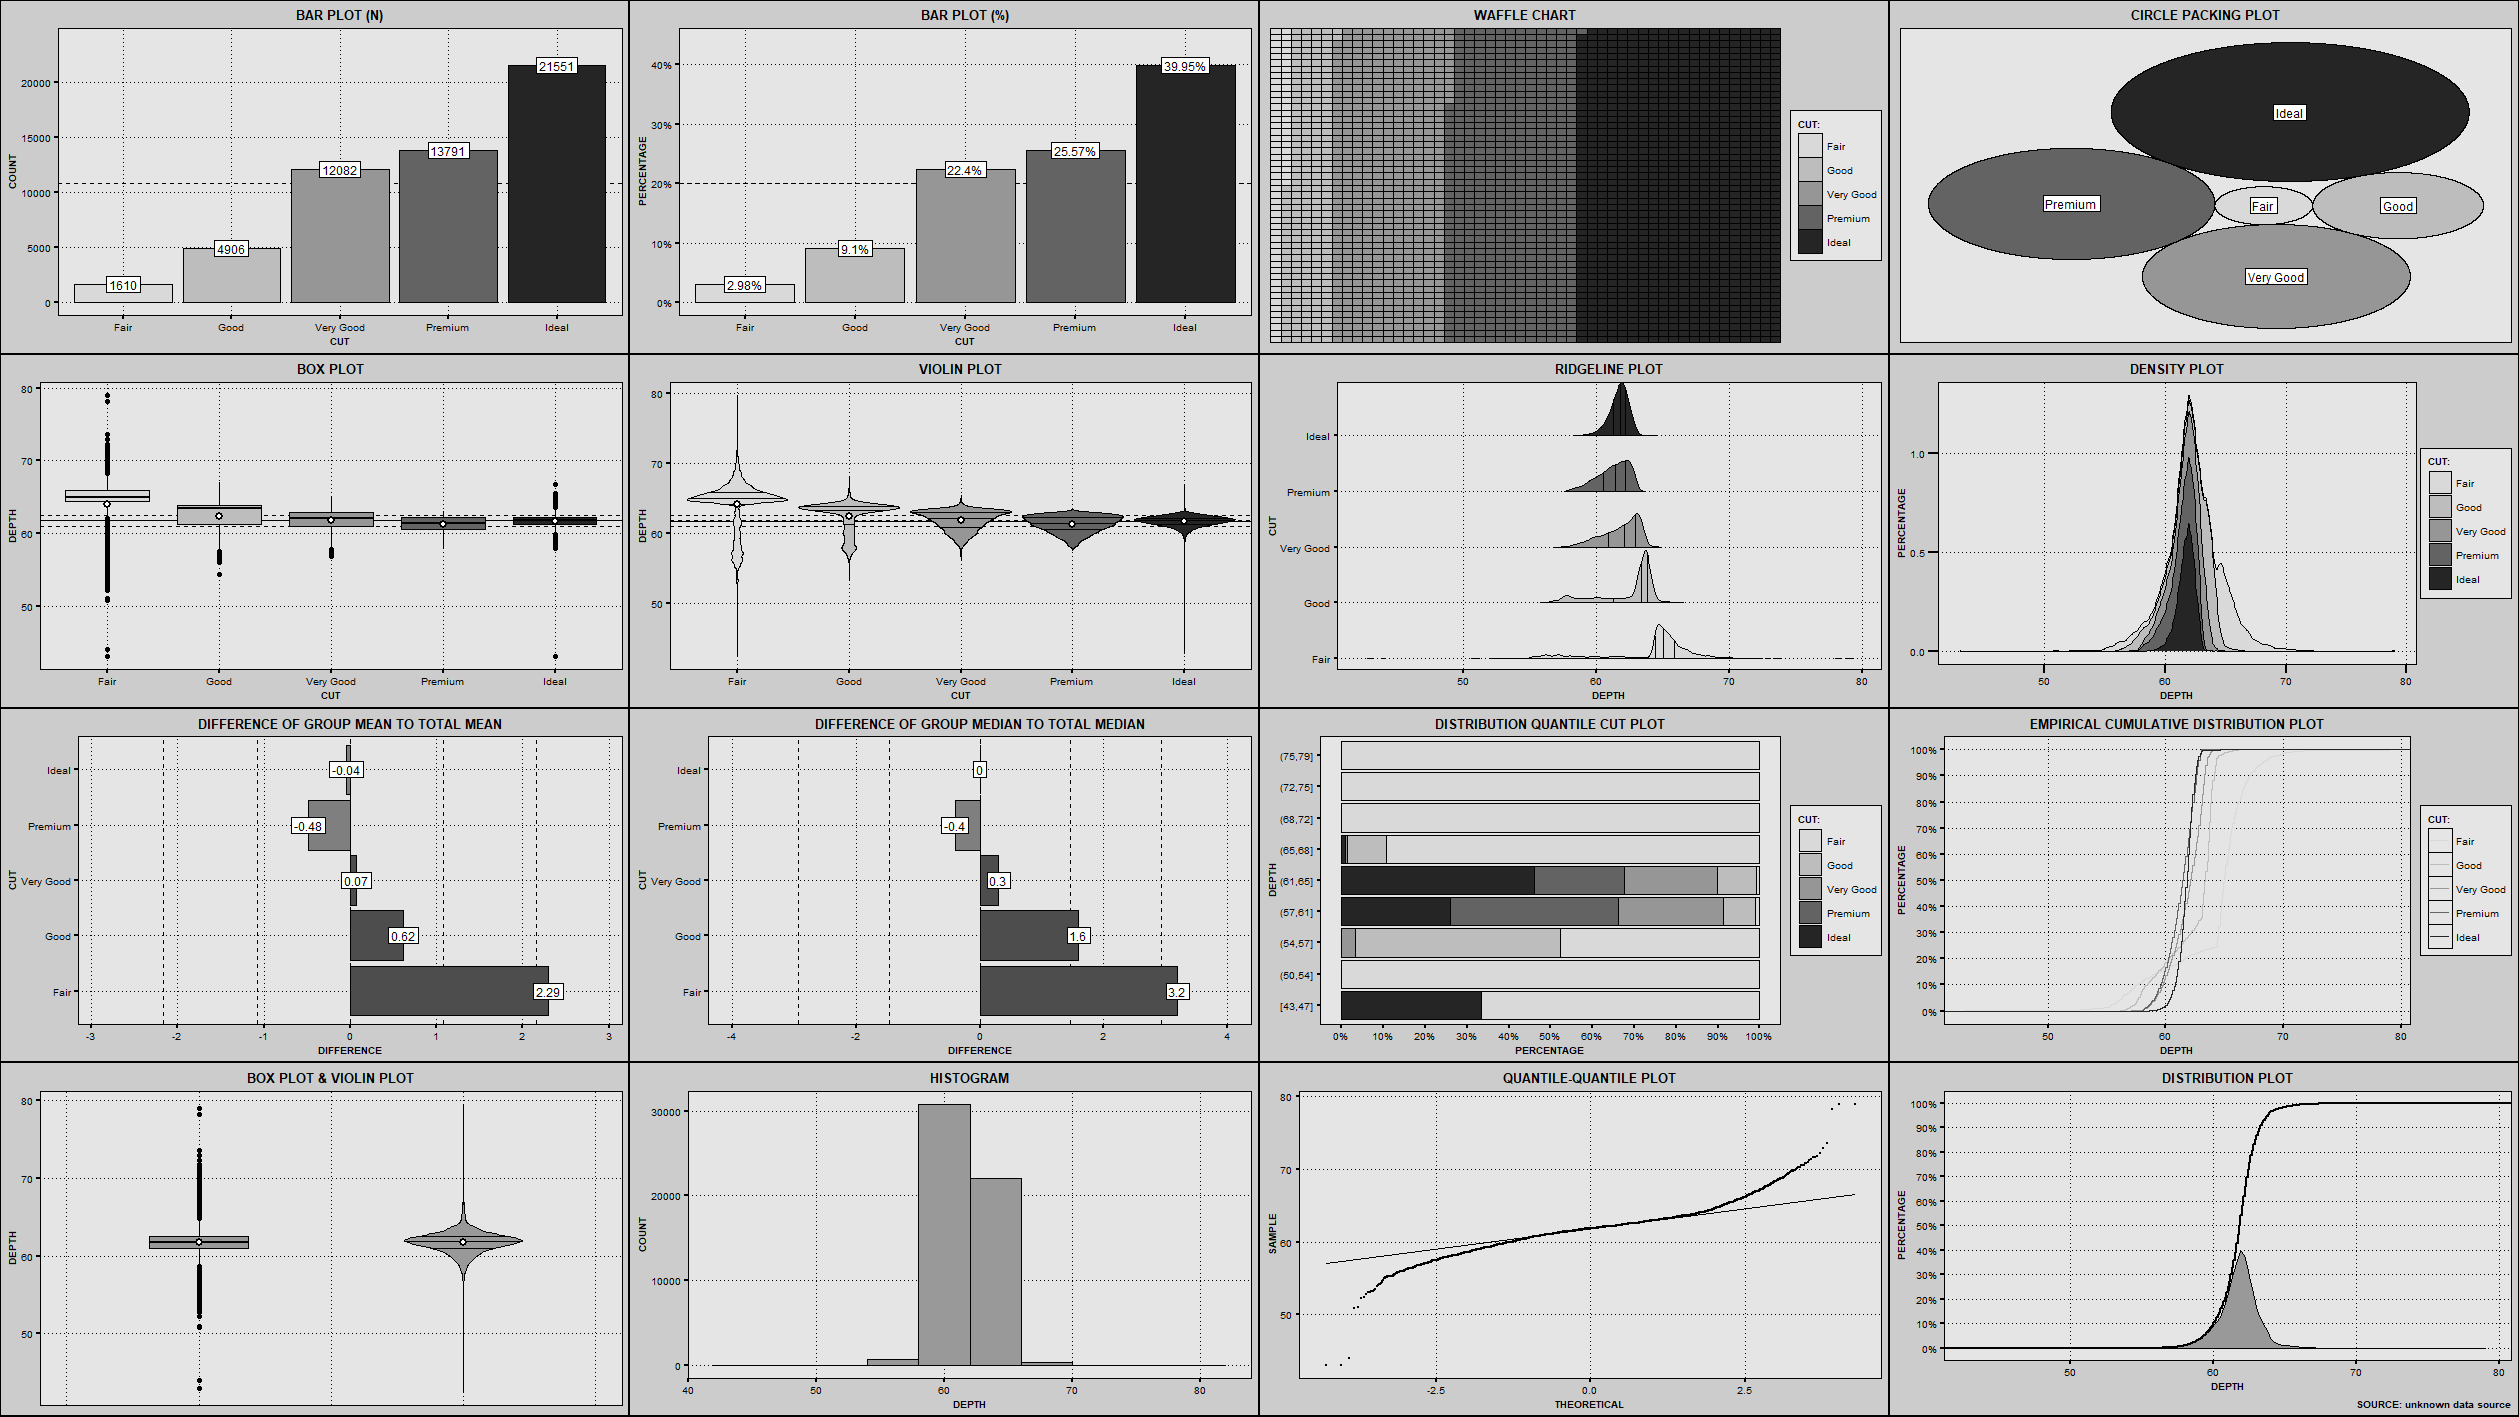 BAR PLOT (N)
COUNT
20000
15000
10000
5000
0
1610
4906
12082
13791
21551
Fair Good Very Good Premium Ideal
CUT
BAR PLOT (%)
PERCENTAGE
40%
30%
20%
10%
0%
2.98%
9.1%
22.4%
25.57%
39.95%
Fair Good Very Good Premium Ideal
CUT
WAFFLE CHART
CUT:
Fair
Good
Very Good
Premium
Ideal
CIRCLE PACKING PLOT
Ideal
Premium
Fair
Good
Very Good
BOX PLOT
DEPTH
80
70
60
50
Fair Good Very Good Premium Ideal
CUT
VIOLIN PLOT
DEPTH
80
70
60
50
Fair Good Very Good Premium Ideal
CUT
RIDGELINE PLOT
CUT
Ideal
Premium
Very Good
Good
Fair
50 60 70 80
DEPTH
DENSITY PLOT
PERCENTAGE
1.0
0.5
0.0
50 60 70 80
DEPTH
CUT:
Fair
Good
Very Good
Premium
Ideal
DIFFERENCE OF GROUP MEAN TO TOTAL MEAN
CUT
Ideal
Premium
Very Good
Good
Fair
-0.04
-0.48
0.07
0.62
2.29
-3 -2 -1 0 1 2 3
DIFFERENCE
DIFFERENCE OF GROUP MEDIAN TO TOTAL MEDIAN
CUT
Ideal
Premium
Very Good
Good
Fair
0
-0.4
0.3
1.6
3.2
-4 -2 0 2 4
DIFFERENCE
DISTRIBUTION QUANTILE CUT PLOT
DEPTH
(75,79]
(72,75]
(68,72]
(65,68]
(61,65]
(57,61]
(54,57]
(50,54]
[43,47]
0% 10% 20% 30% 40% 50% 60% 70% 80% 90% 100%
PERCENTAGE
CUT:
Fair
Good
Very Good
Premium
Ideal
EMPIRICAL CUMULATIVE DISTRIBUTION PLOT
PERCENTAGE
100%
90%
80%
70%
60%
50%
40%
30%
20%
10%
0%
50 60 70 80
DEPTH
CUT:
Fair
Good
Very Good
Premium
Ideal
BOX PLOT & VIOLIN PLOT
DEPTH
80
70
60
50
HISTOGRAM
COUNT
30000
20000
10000
0
40 50 60 70 80
DEPTH
QUANTILE-QUANTILE PLOT
SAMPLE
80
70
60
50
-2.5 0.0 2.5
THEORETICAL
DISTRIBUTION PLOT
PERCENTAGE
100%
90%
80%
70%
60%
50%
40%
30%
20%
10%
0%
50 60 70 80
DEPTH
SOURCE: unknown data source